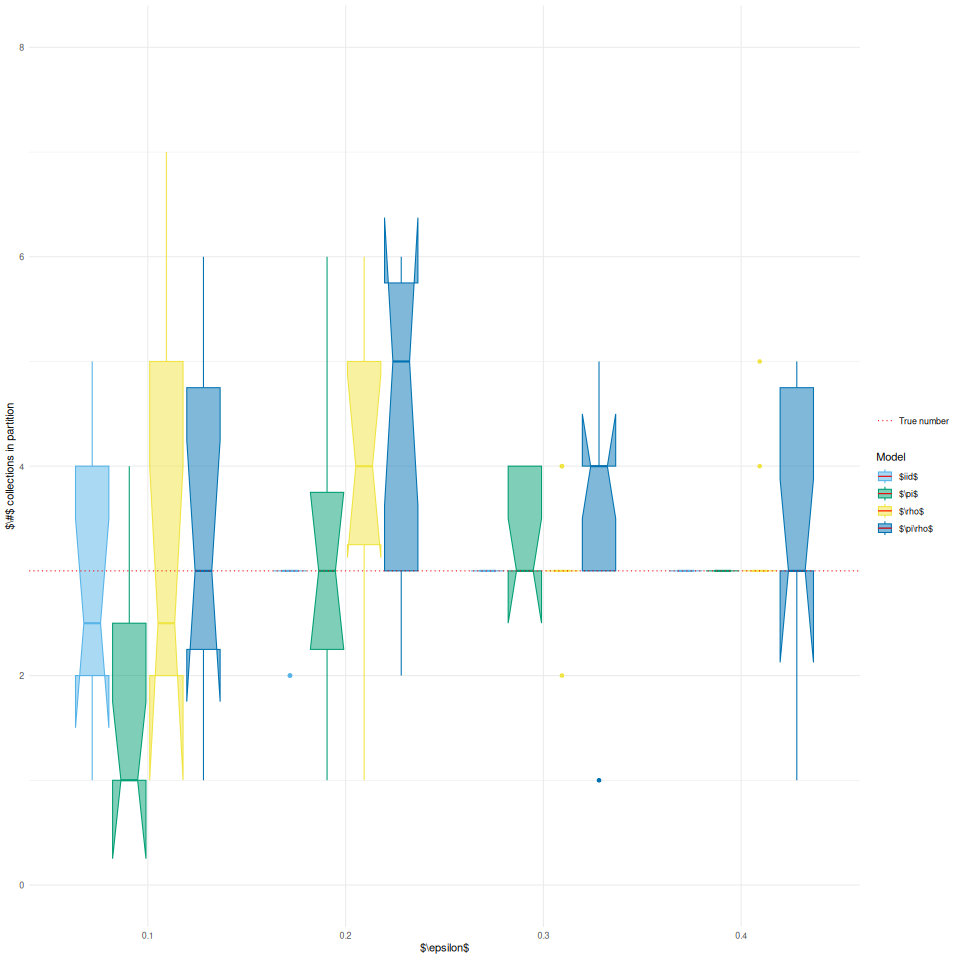 8
6
4
2
0
$\#$ collections in partition
0.1
0.2
0.3
0.4
$\epsilon$
True number
Model
$iid$
$\pi$
$\rho$
$\pi\rho$